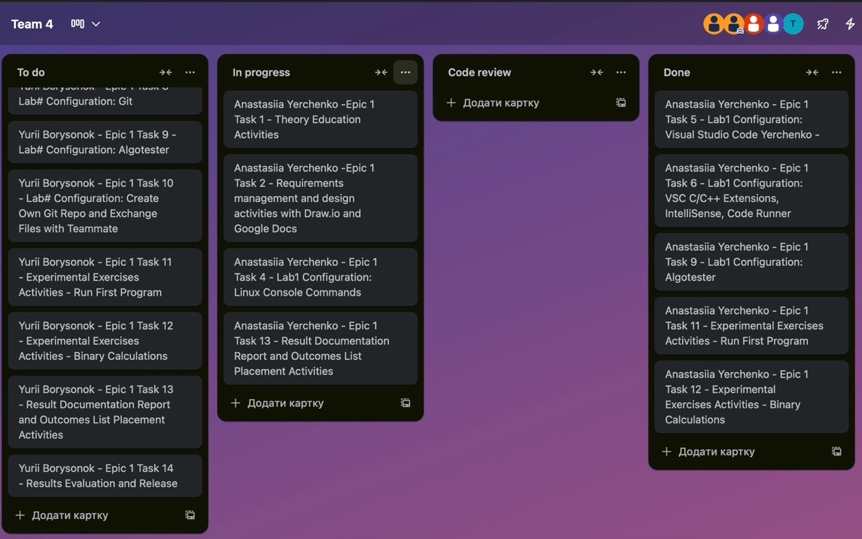 Team 4
T
To do
Lab# Configuration: Git
Yurii Borysonok - Epic 1 Task 9 -
Lab# Configuration: Algotester
Yurii Borysonok - Epic 1 Task 10
- Lab# Configuration: Create
Own Git Repo and Exchange
Files with Teammate
Yurii Borysonok - Epic 1 Task 11
- Experimental Exercises
Activities - Run First Program
Yurii Borysonok - Epic 1 Task 12
- Experimental Exercises
Activities - Binary Calculations
Yurii Borysonok - Epic 1 Task 13
- Result Documentation Report
and Outcomes List Placement
Activities
Yurii Borysonok - Epic 1 Task 14
- Results Evaluation and Release
+ Додати картку
In progress
Anastasiia Yerchenko -Epic 1
Task 1 - Theory Education
Activities
Anastasiia Yerchenko -Epic 1
Task 2 - Requirements
management and design
activities with Draw.io and
Google Docs
Anastasiia Yerchenko - Epic 1
Task 4 - Lab1 Configuration:
Linux Console Commands
Anastasiia Yerchenko - Epic 1
Task 13 - Result Documentation
Report and Outcomes List
Placement Activities
+ Додати картку
Code review
+ Додати картку
Done
Anastasiia Yerchenko - Epic 1
Task 5 - Lab1 Configuration:
Visual Studio Code Yerchenko -
Anastasiia Yerchenko - Epic 1
Task 6 - Lab1 Configuration:
VSC C/C++ Extensions,
IntelliSense, Code Runner
Anastasiia Yerchenko - Epic 1
Task 9 - Lab1 Configuration:
Algotester
Anastasiia Yerchenko - Epic 1
Task 11 - Experimental Exercises
Activities - Run First Program
Anastasiia Yerchenko - Epic 1
Task 12 - Experimental
Exercises Activities - Binary
Calculations
+ Додати картку